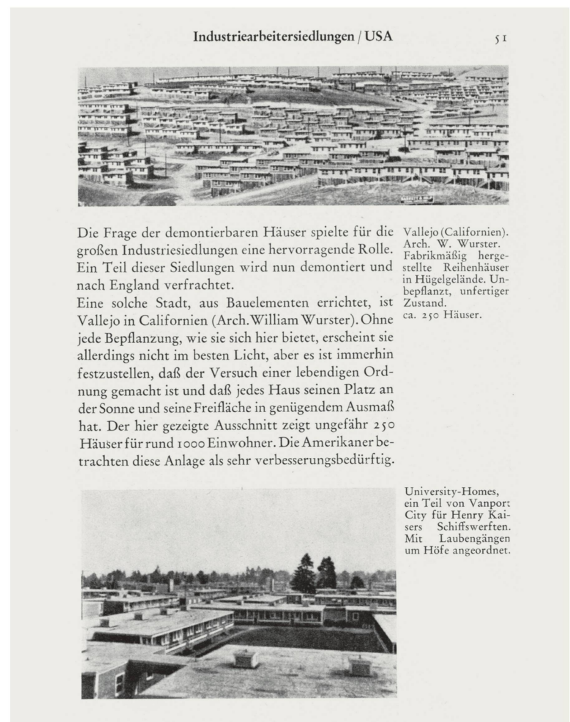 Industriearbeitersiedlungen / USA 51
Die Frage der demontierbaren Häuser spielte für die
großen Industriesiedlungen eine hervorragende Rolle.
Ein Teil dieser Siedlungen wird nun demontiert und
nach England verfrachtet.
Eine solche Stadt, aus Bauelementen errichtet, ist
Vallejo in Californien (Arch. William Wurster). Ohne
jede Bepflanzung, wie sie sich hier bietet, erscheint sie
allerdings nicht im besten Licht, aber es ist immerhin
festzustellen, daß der Versuch einer lebendigen Ord-
nung gemacht ist und daß jedes Haus seinen Platz an
der Sonne und seine Freifläche in genügendem Ausmaß
hat. Der hier gezeigte Ausschnitt zeigt ungefähr 250
Häuser für rund 1000 Einwohner. Die Amerikaner be-
trachten diese Anlage als sehr verbesserungsbedürftig.
Vallejo (Californien).
Arch. W. Wurster.
Fabrikmäßig herge-
stellte Reihenhäuser
in Hügelgelände. Un-
bepflanzt, unfertiger
Zustand.
ca. 250 Häuser.
University-Homes,
ein Teil von Vanport
City für Henry Kai-
sers Schiffswerften.
Mit Laubengängen
um Höfe angeordnet.